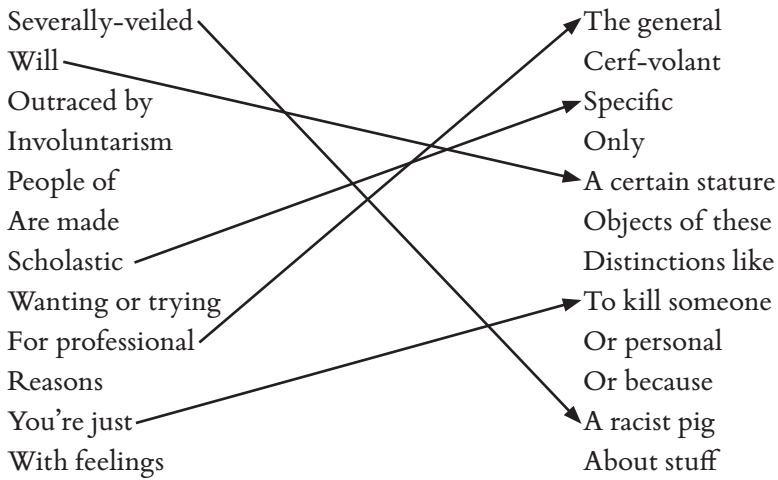 Severally-veiled
Will
Outraced by
Involuntarism
People of
Are made
Scholastic
Wanting or trying
For professional
Reasons
You’re just
With feelings
The general
Cerf-volant
Specific
Only
A certain stature
Objects of these
Distinctions like
To kill someone
Or personal
Or because
A racist pig
About stuff